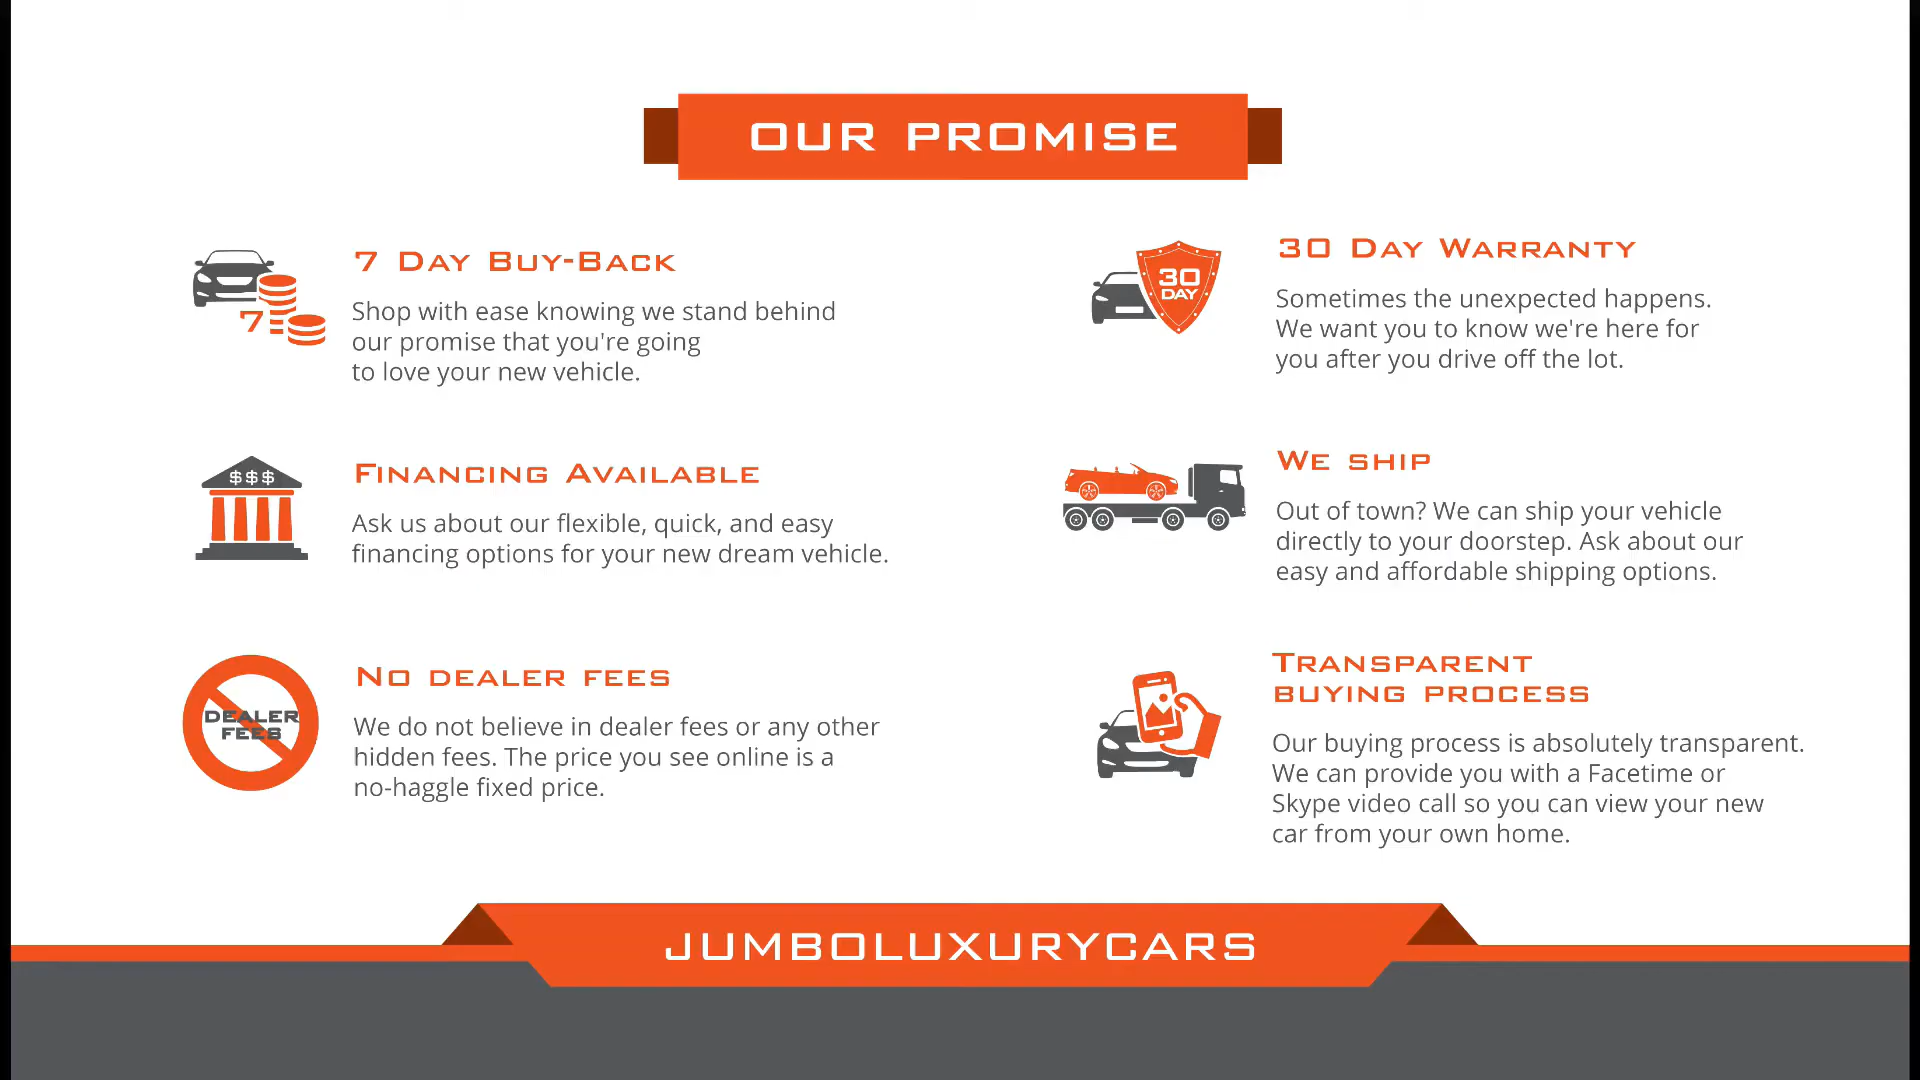 OUR PROMISE
7 DAY BUY-BACK
Shop with ease knowing we stand behind
our promise that you're going
to love your new vehicle.
7
$$$
FINANCING AVAILABLE
Ask us about our flexible, quick, and easy
financing options for your new dream vehicle.
DEALER
FEES
NO DEALER FEES
We do not believe in dealer fees or any other
hidden fees. The price you see online is a
no-haggle fixed price.
30
DAY
30 DAY WARRANTY
Sometimes the unexpected happens.
We want you to know we're here for
you after you drive off the lot.
WE SHIP
Out of town? We can ship your vehicle
directly to your doorstep. Ask about our
easy and affordable shipping options.
TRANSPARENT
BUYING PROCESS
Our buying process is absolutely transparent.
We can provide you with a Facetime or
Skype video call so you can view your new
car from your own home.
JUMBOLUXURYCARS